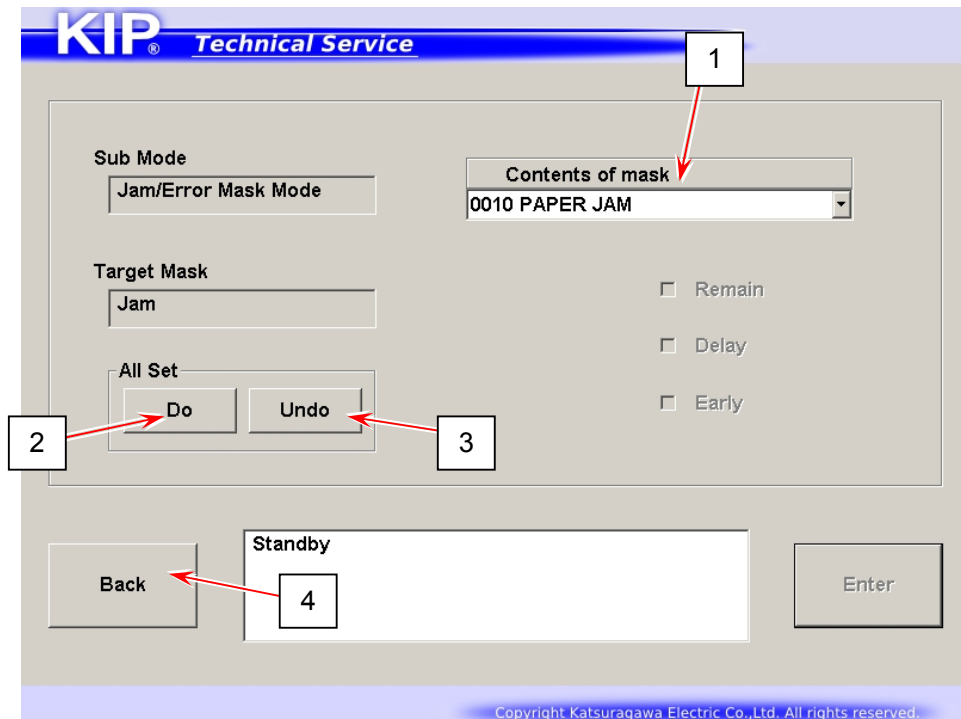 KIP® Technical Service
1
Sub Mode
Contents of mask
Jam/Error Mask Mode
0010 PAPER JAM
Target Mask
Jam
Remain
Delay
All Set
Do
Undo
Early
2
3
Standby
Back
4
Enter
Copyright Katsuragawa Electric Co.,Ltd. All rights reserved.